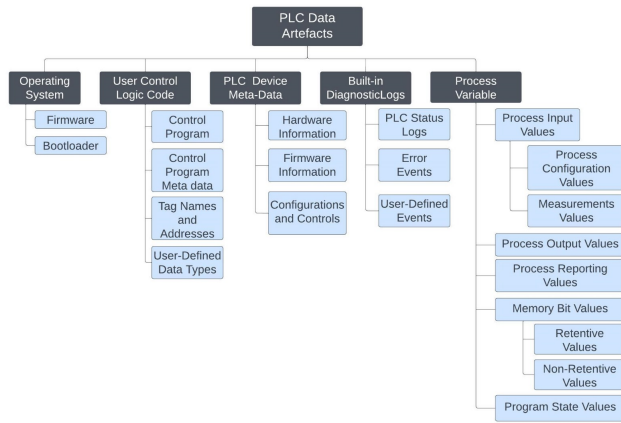 PLC Data
Artefacts
Operating
System
Firmware
Bootloader
User Control
Logic Code
Control
Program
Control
Program
Meta data
Tag Names
and
Addresses
User-Defined
Data Types
PLC Device
Meta-Data
Hardware
Information
Firmware
Information
Configurations
and Controls
Built-in
DiagnosticLogs
PLC Status
Logs
Error
Events
User-Defined
Events
Process
Variable
Process Input
Values
Process
Configuration
Values
Measurements
Values
Process Output Values
Process Reporting
Values
Memory Bit Values
Retentive
Values
Non-Retentive
Values
Program State Values